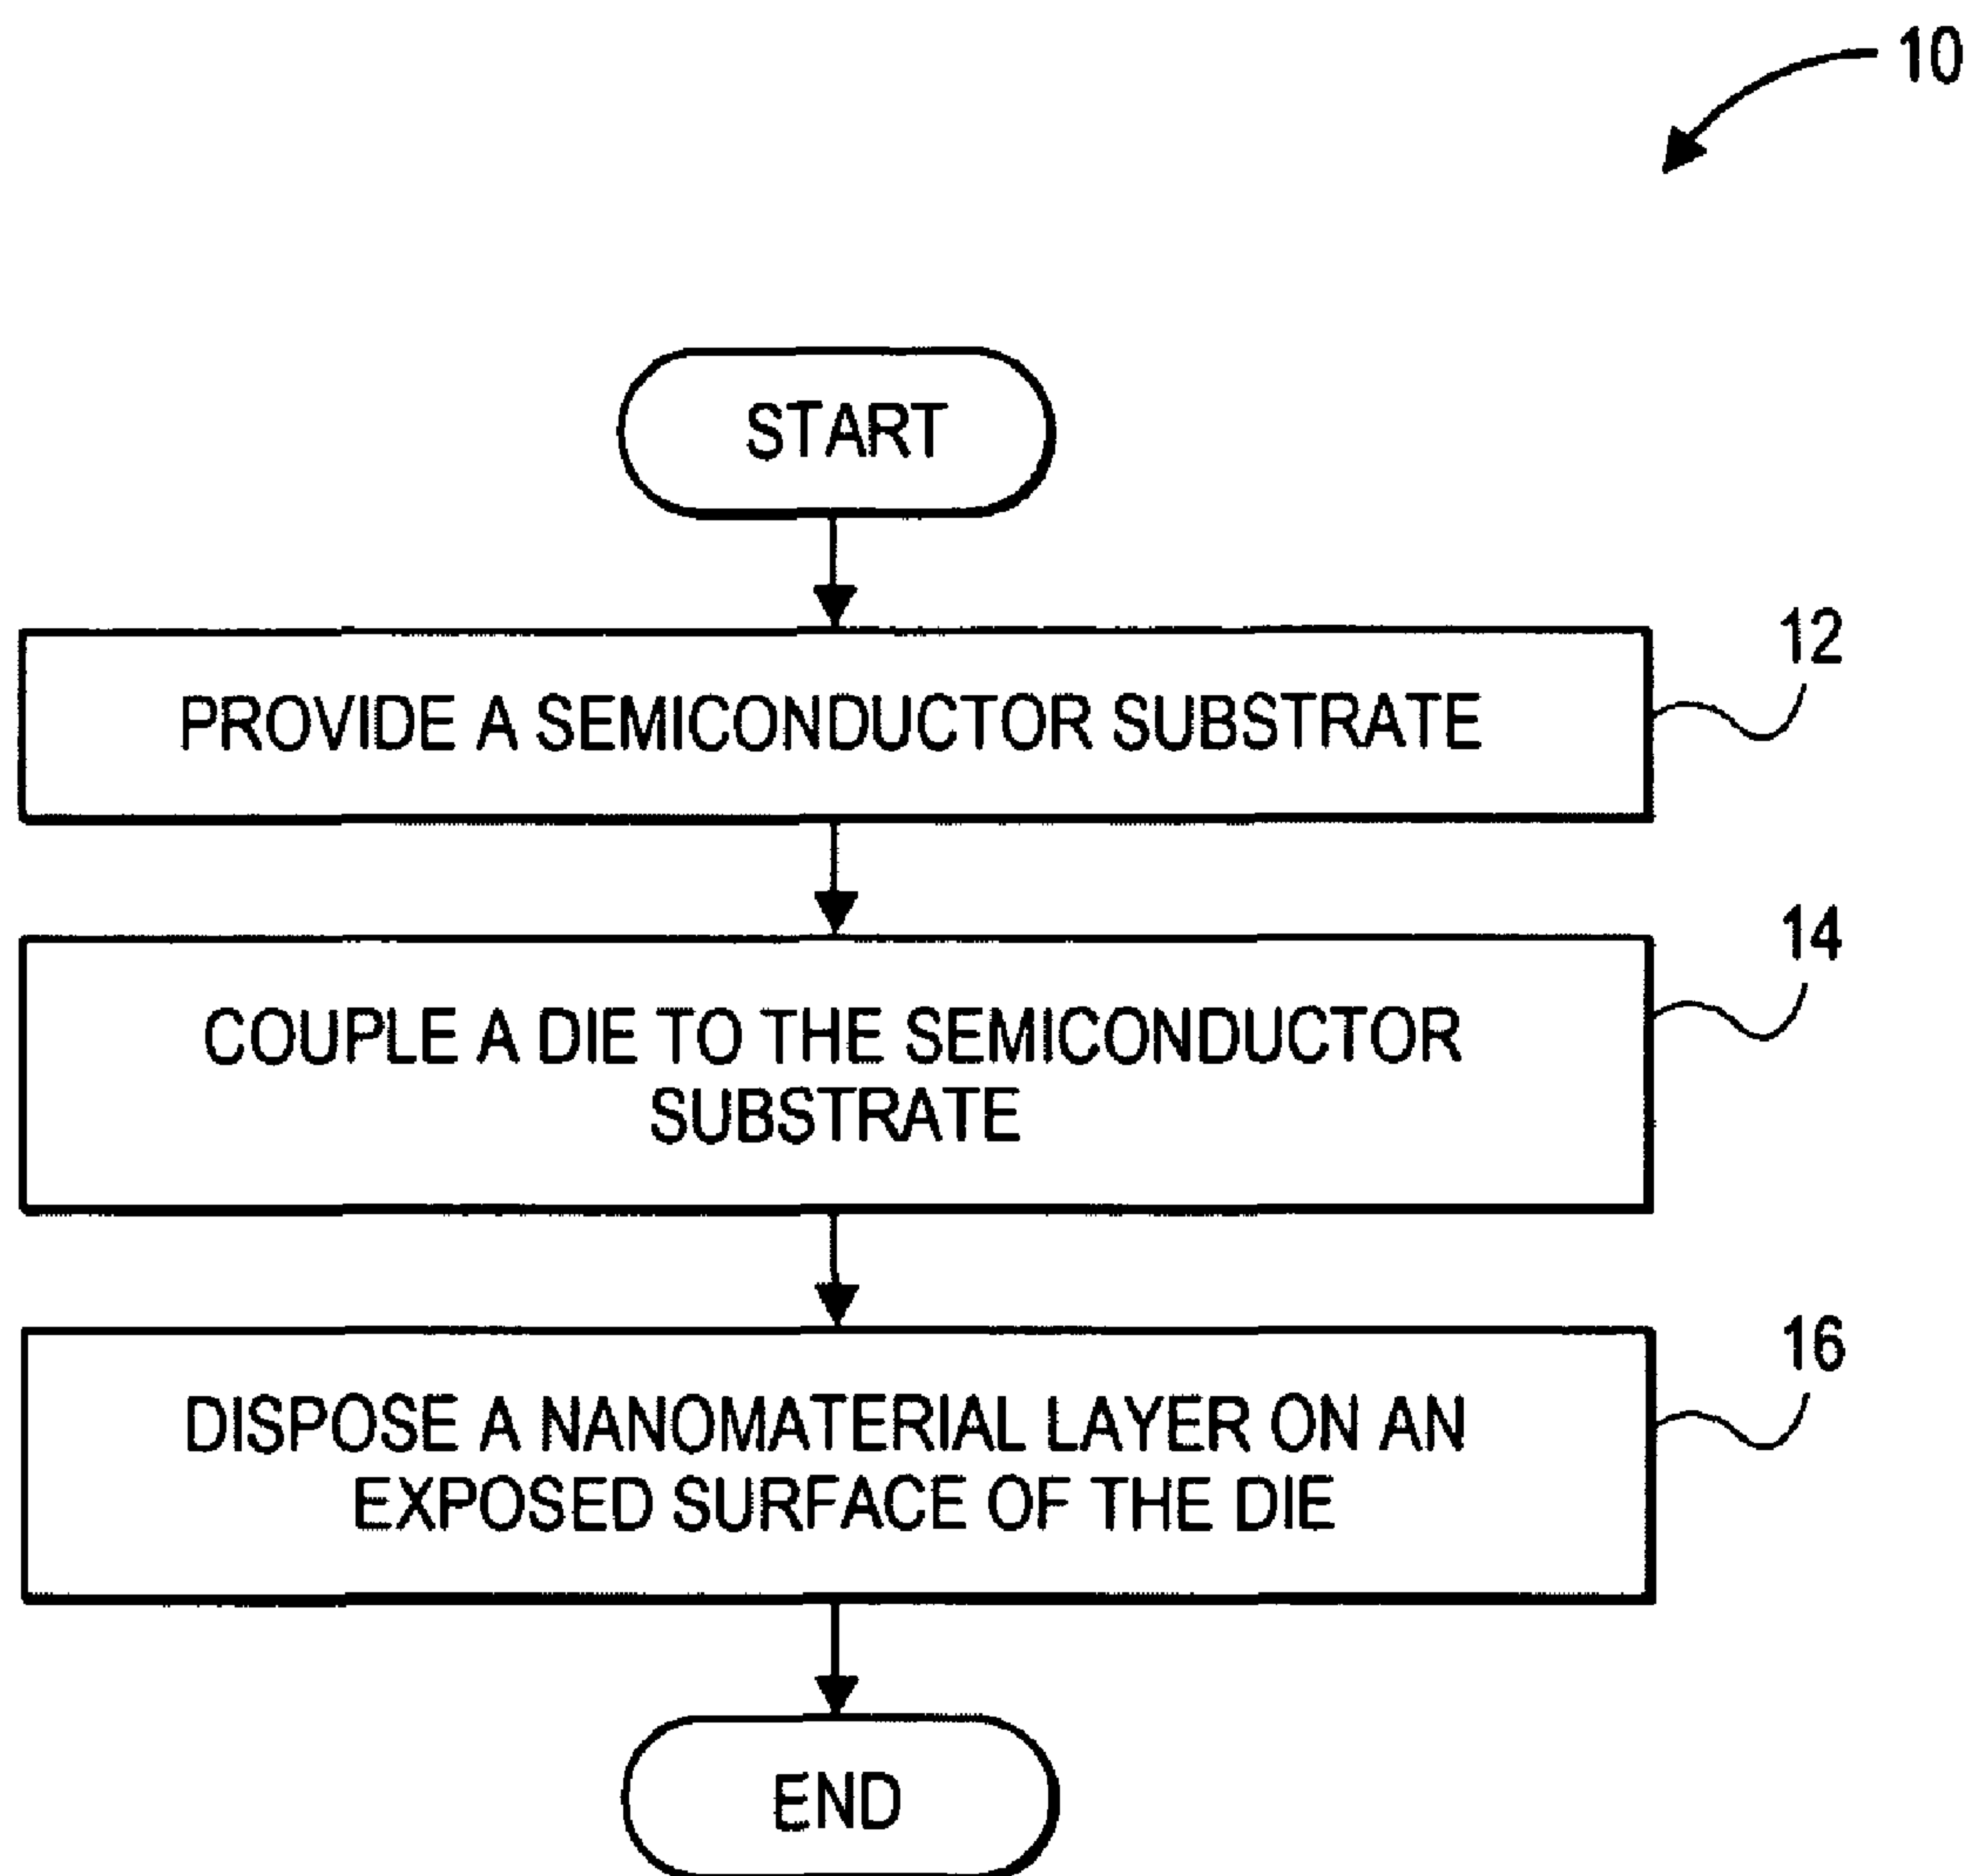 10
START
12
PROVIDE A SEMICONDUCTOR SUBSTRATE
14
COUPLE A DIE TO THE SEMICONDUCTOR
SUBSTRATE
16
DISPOSE A NANOMATERIAL LAYER ON AN
EXPOSED SURFACE OF THE DIE
END